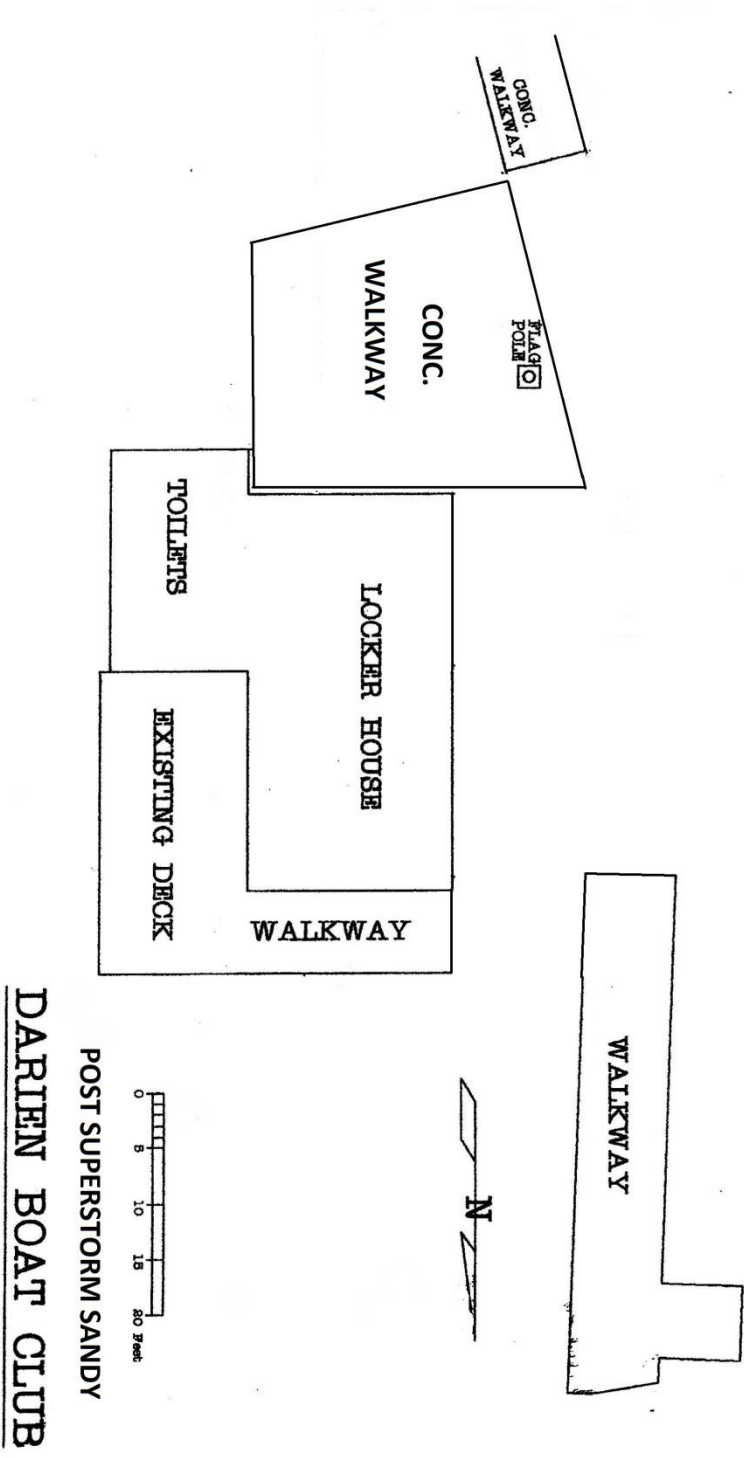 CONC.
WALKWAY
FLAG
POLE
CONC.
WALKWAY
TOILETS
LOCKER HOUSE
EXISTING DECK
WALKWAY
WALKWAY
N
0 5 10 15 20 Feet
POST SUPERSTORM SANDY
DARIEN BOAT CLUB